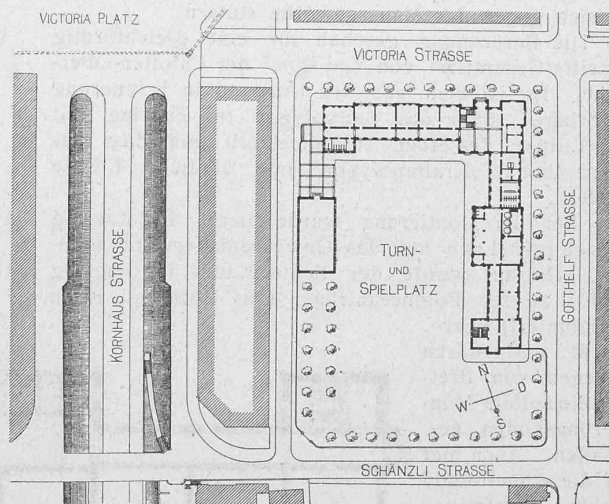 VICTORIA PLATZ
VICTORIA STRASSE
KORNHAUS STRASSE
TURN-
UND
SPIELPLATZ
GOTTHELF STRASSE
N
W O
S
SCHÄNZLI STRASSE